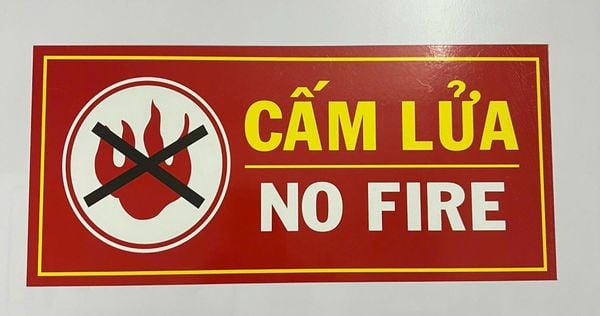 CẤM LỬA
NO FIRE